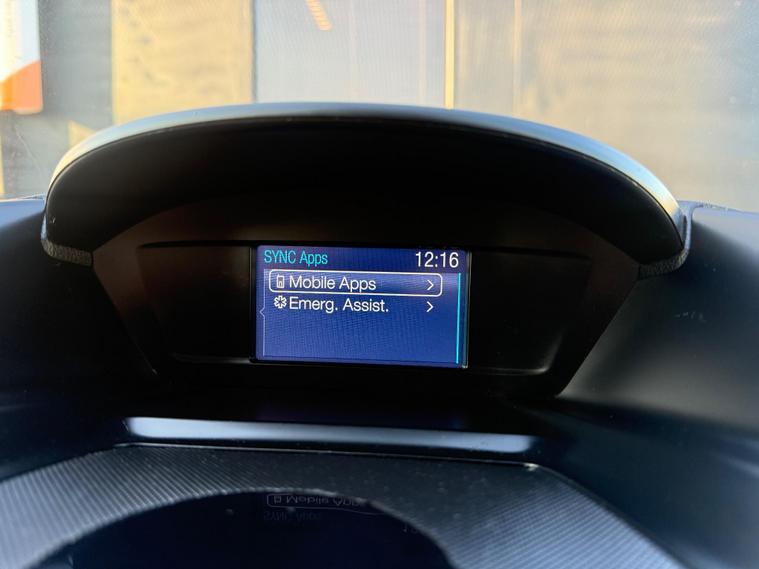 SYNC Apps 12:16
Mobile Apps
Emerg. Assist.